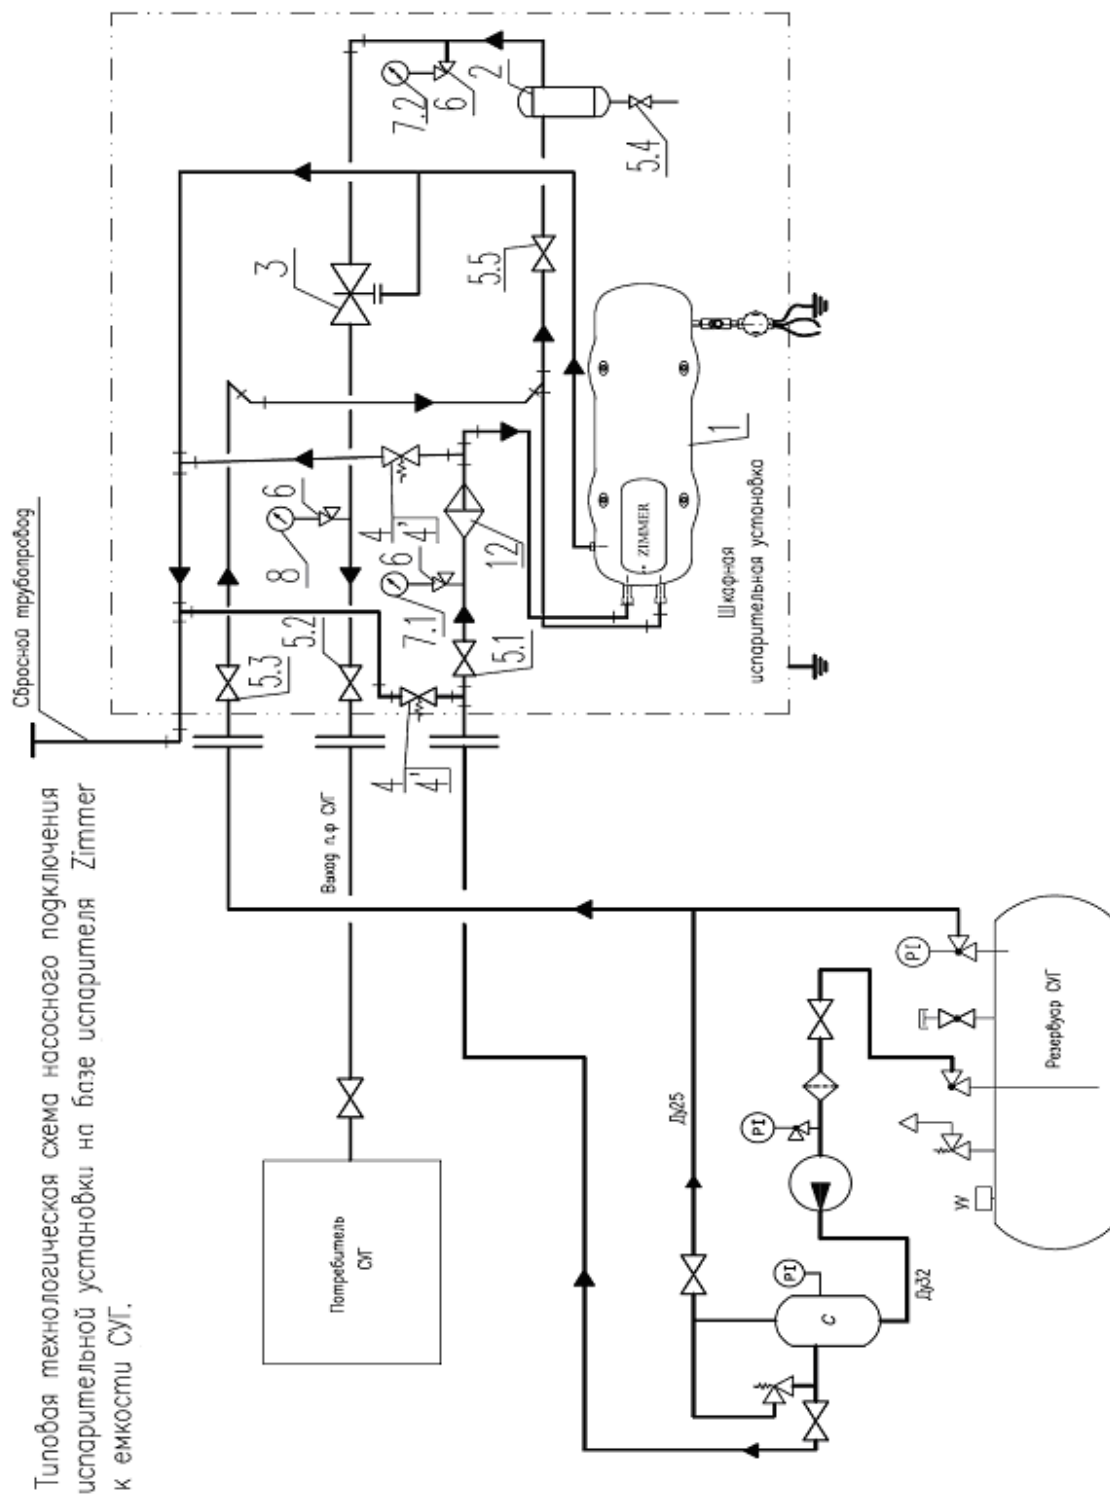 Типовая технологическая схема насосного подключения
испарительной установки на базе испарителя Zimmer
к емкости СУГ.
Сбросной трубопровод
Шкафная
испарительная установка
Выход п.ф СУГ
Потребитель
СУГ
Резервуар СУГ
ZIMMER
Ду25
Ду32
PI
PI
PI
C
УУ
1
2
3
4
4'
4
4'
5.1
5.2
5.3
5.4
5.5
6
6
6
7.1
7.2
8
12